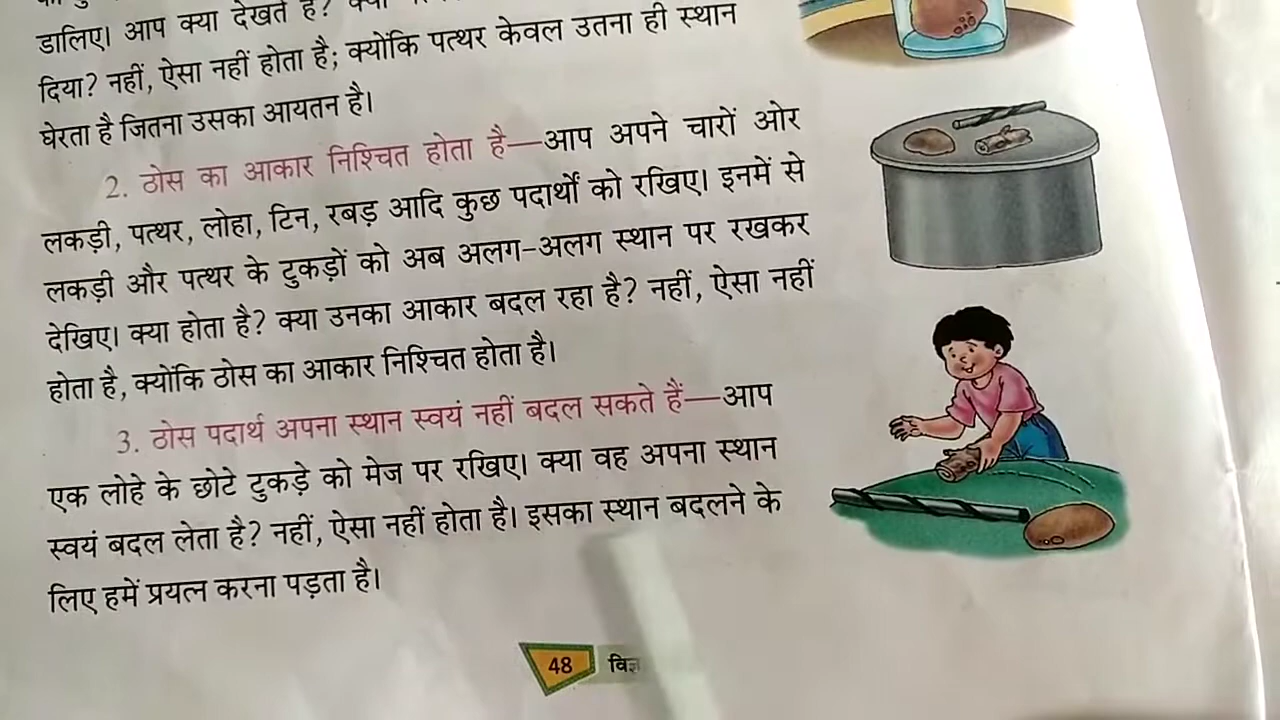 डालिए। आप क्या देखते हैं?
दिया? नहीं, ऐसा नहीं होता है; क्योंकि पत्थर केवल उतना ही स्थान
घेरता है जितना उसका आयतन है।
2. ठोस का आकार निश्चित होता है—आप अपने चारों ओर
लकड़ी, पत्थर, लोहा, टिन, रबड़ आदि कुछ पदार्थों को रखिए। इनमें से
लकड़ी और पत्थर के टुकड़ों को अब अलग-अलग स्थान पर रखकर
देखिए। क्या होता है? क्या उनका आकार बदल रहा है? नहीं, ऐसा नहीं
होता है, क्योंकि ठोस का आकार निश्चित होता है।
3. ठोस पदार्थ अपना स्थान स्वयं नहीं बदल सकते हैं—आप
एक लोहे के छोटे टुकड़े को मेज पर रखिए। क्या वह अपना स्थान
स्वयं बदल लेता है? नहीं, ऐसा नहीं होता है। इसका स्थान बदलने के
लिए हमें प्रयत्न करना पड़ता है।
48